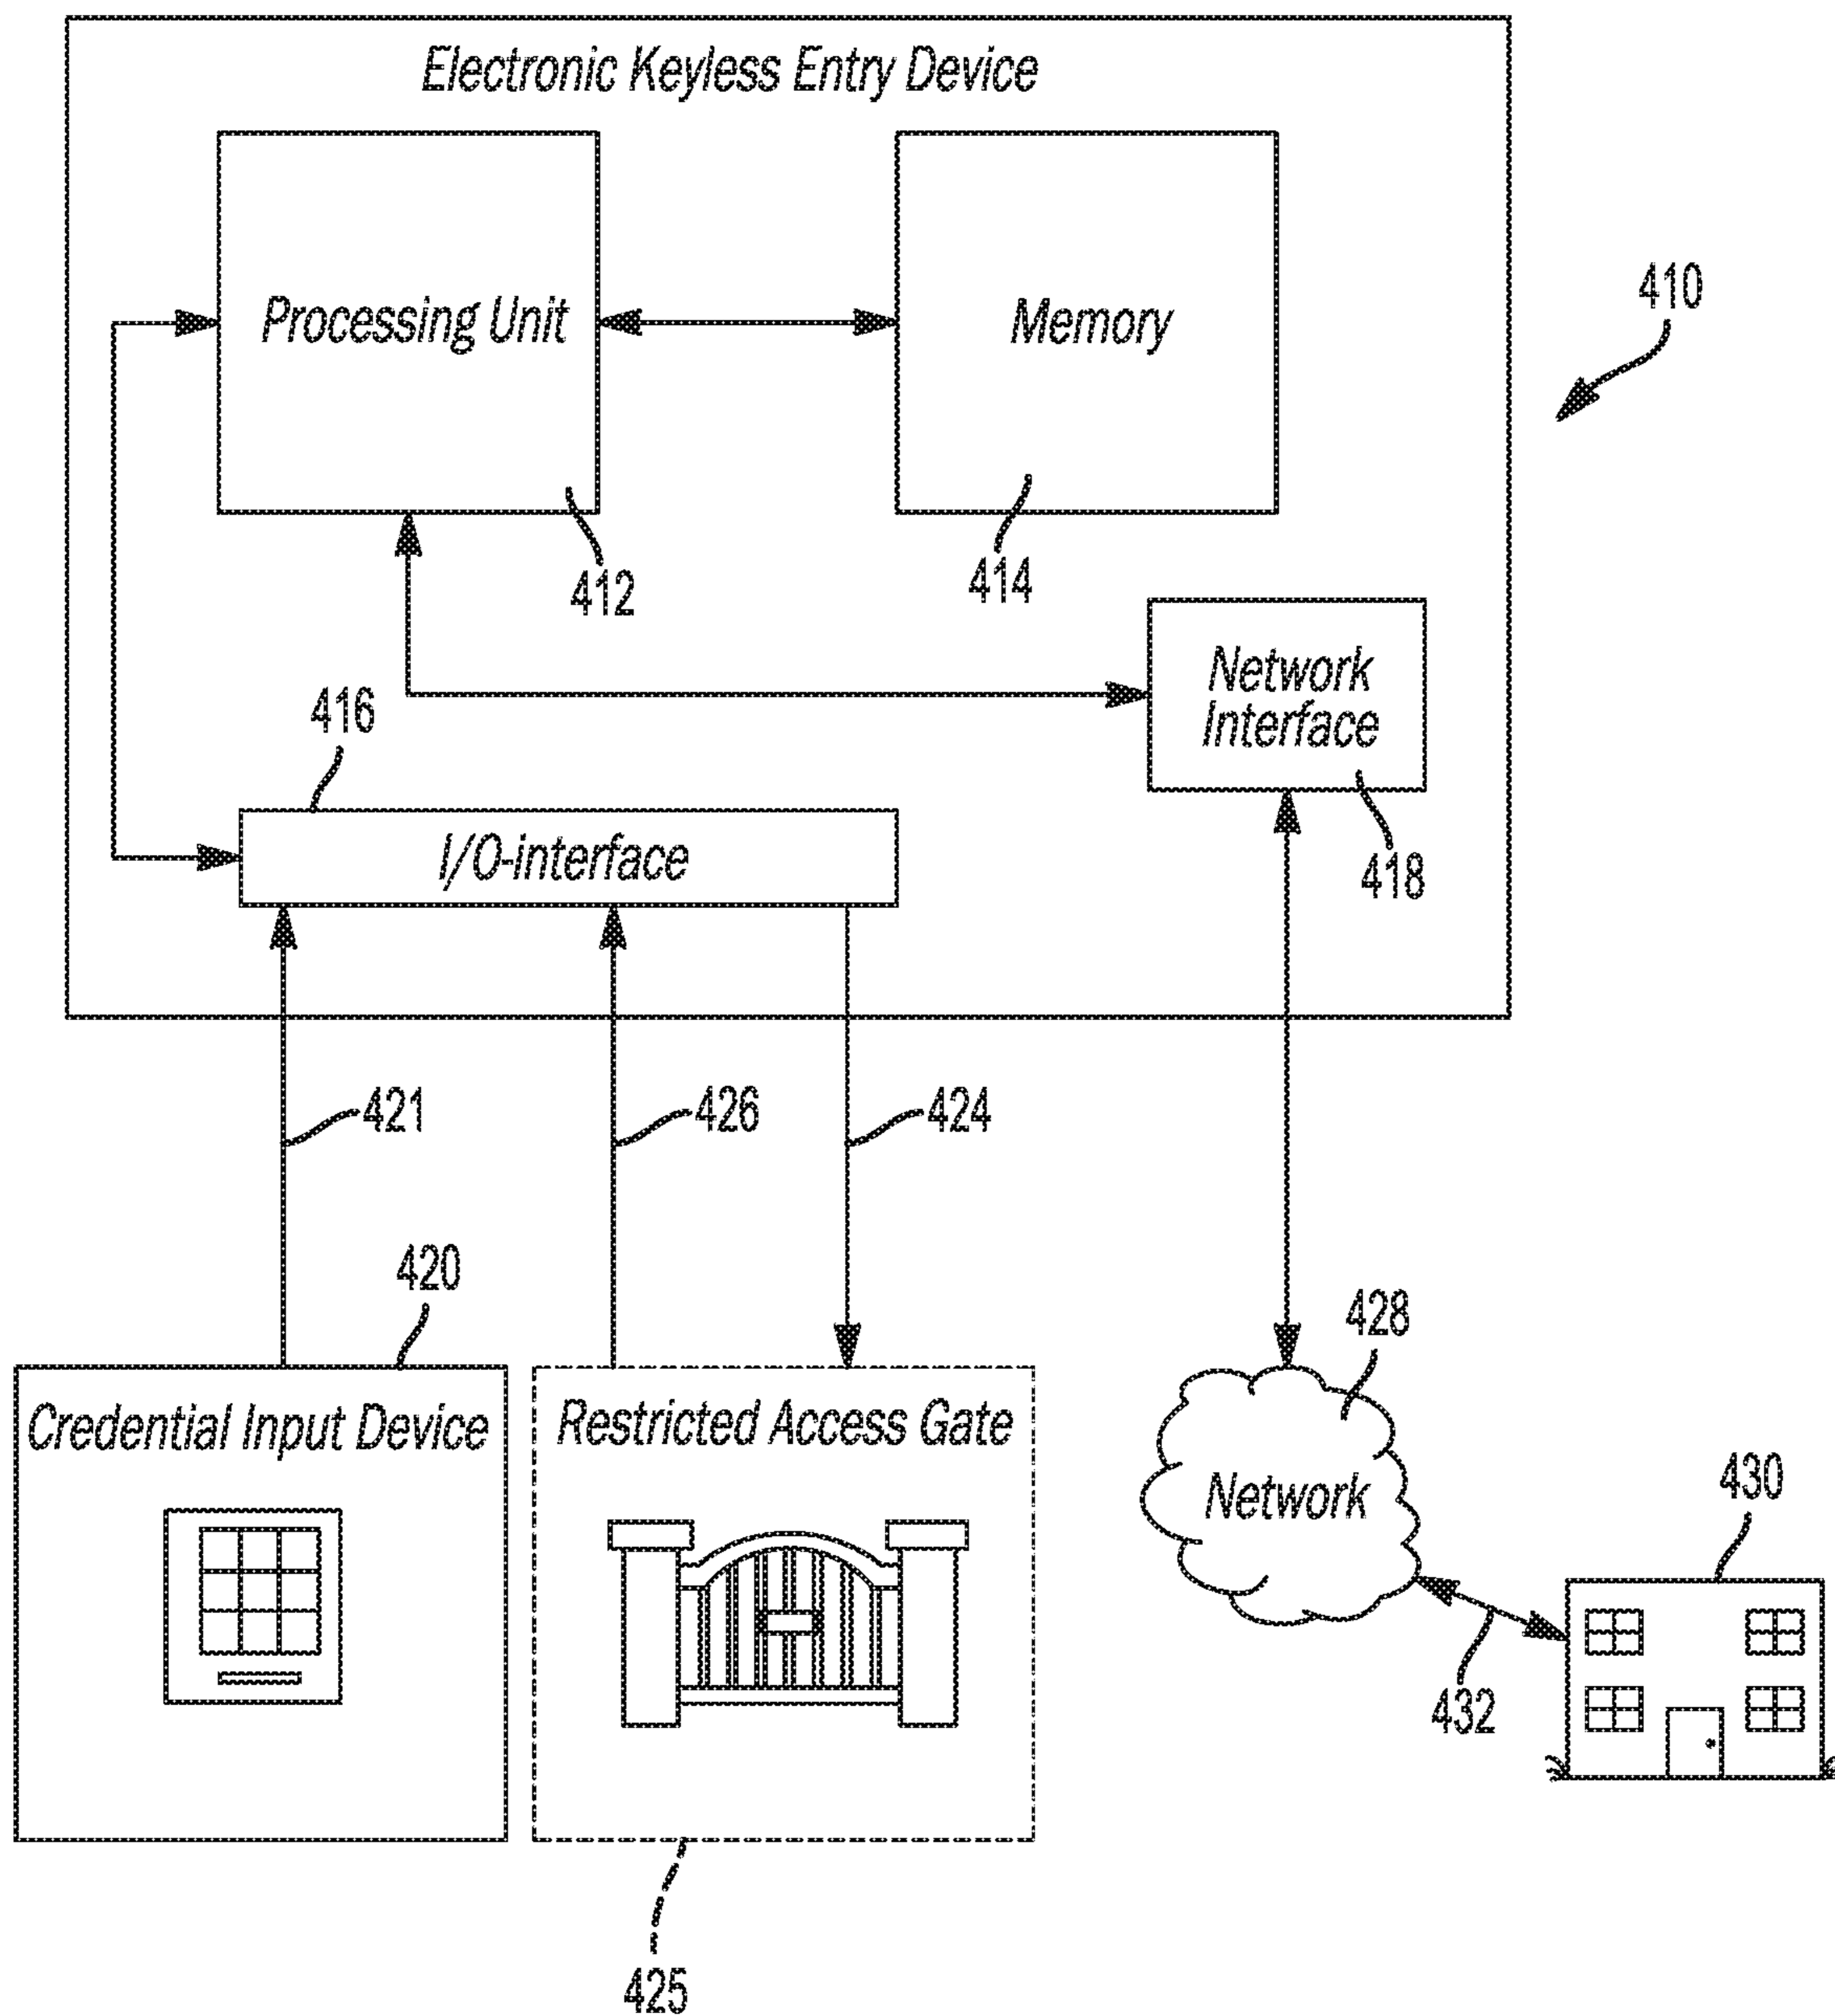 Electronic Keyless Entry Device
Processing Unit
Memory
410
412
414
Network
Interface
416
I/O-interface
418
421
426
424
420
428
Credential Input Device
Restricted Access Gate
Network
430
432
425